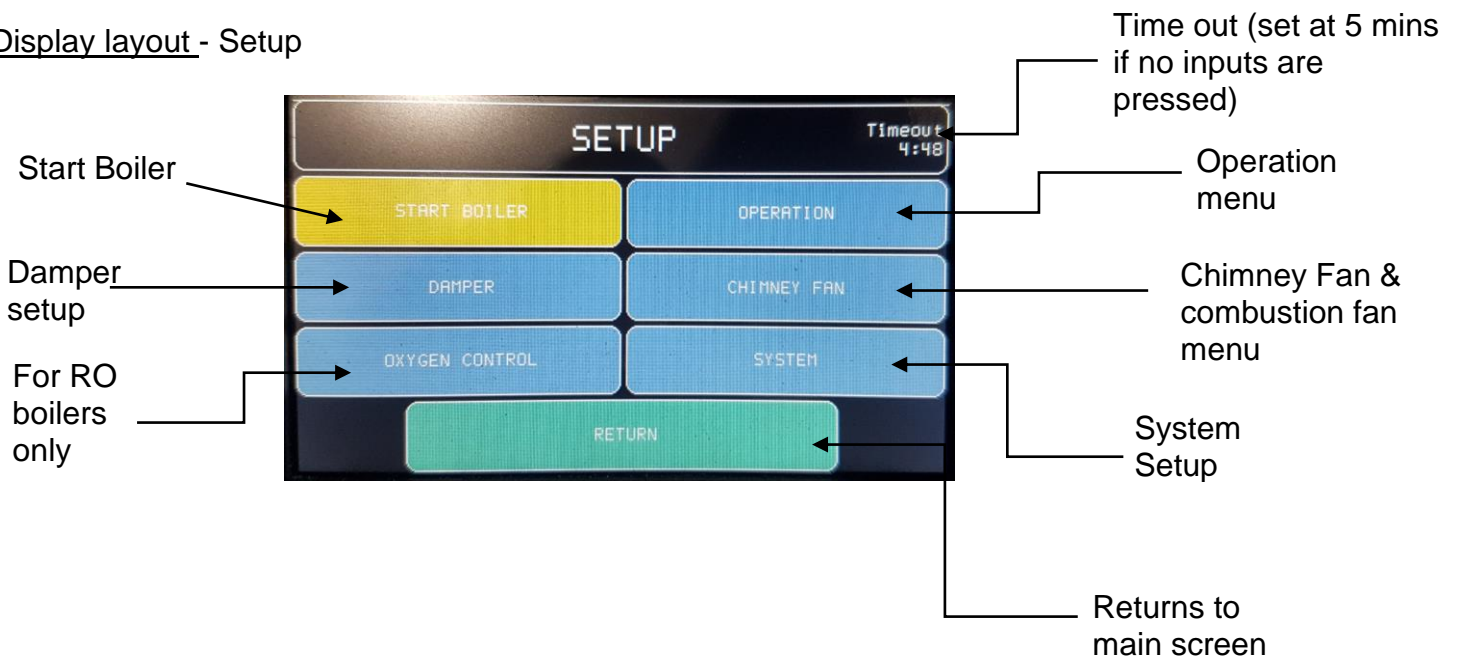 Display layout - Setup
Time out (set at 5 mins
if no inputs are
pressed)
SETUP
Timeout
4:48
Start Boiler
START BOILER
OPERATION
Operation
menu
Damper
setup
DAMPER
CHIMNEY FAN
Chimney Fan &
combustion fan
menu
For RO
boilers
only
OXYGEN CONTROL
SYSTEM
System
Setup
RETURN
Returns to
main screen